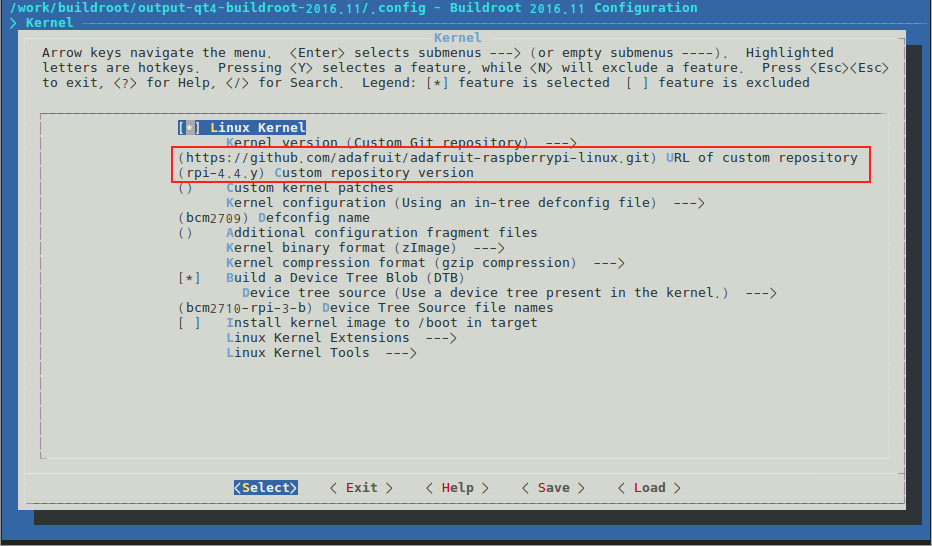 /work/buildroot/output-qt4-buildroot-2016.11/.config - Buildroot 2016.11 Configuration
> Kernel
Kernel
Arrow keys navigate the menu.  <Enter> selects submenus ---> (or empty submenus ----).  Highlighted
letters are hotkeys.  Pressing <Y> selectes a feature, while <N> will exclude a feature.  Press <Esc><Esc>
to exit, <?> for Help, </> for Search.  Legend: [*] feature is selected  [ ] feature is excluded
[*] Linux Kernel
Kernel version (Custom Git repository)  --->
(https://github.com/adafruit/adafruit-raspberrypi-linux.git) URL of custom repository
(rpi-4.4.y) Custom repository version
()    Custom kernel patches
Kernel configuration (Using an in-tree defconfig file)  --->
(bcm2709) Defconfig name
()    Additional configuration fragment files
Kernel binary format (zImage)  --->
Kernel compression format (gzip compression)  --->
[*]   Build a Device Tree Blob (DTB)
Device tree source (Use a device tree present in the kernel.)  --->
(bcm2710-rpi-3-b) Device Tree Source file names
[ ]   Install kernel image to /boot in target
Linux Kernel Extensions  --->
Linux Kernel Tools  --->
<Select>    < Exit >    < Help >    < Save >    < Load >